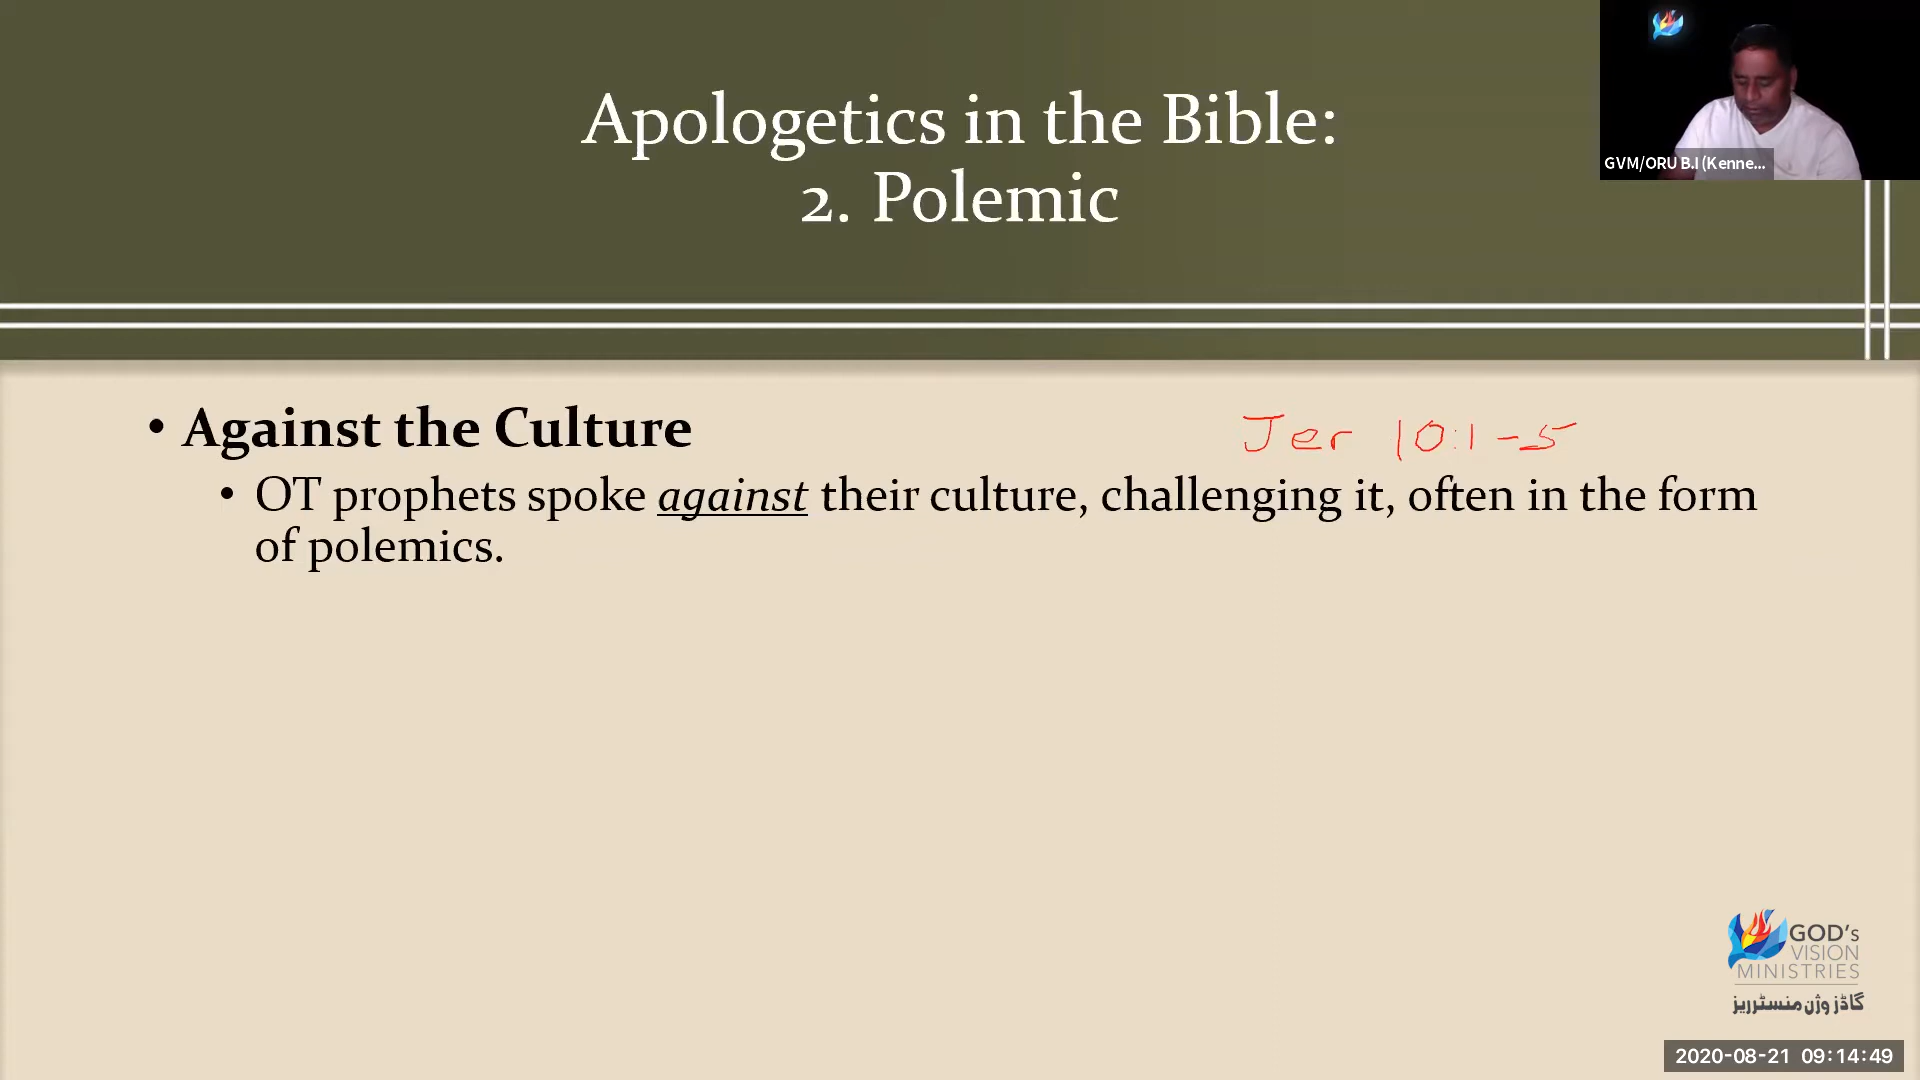 Apologetics in the Bible:
2. Polemic
GVM/ORU B.I (Kenne...
• Against the Culture
Jer 10:1-5
• OT prophets spoke against their culture, challenging it, often in the form
of polemics.
GOD's
VISION
MINISTRIES
گاڈز وژن منسٹریز
2020-08-21 09:14:49